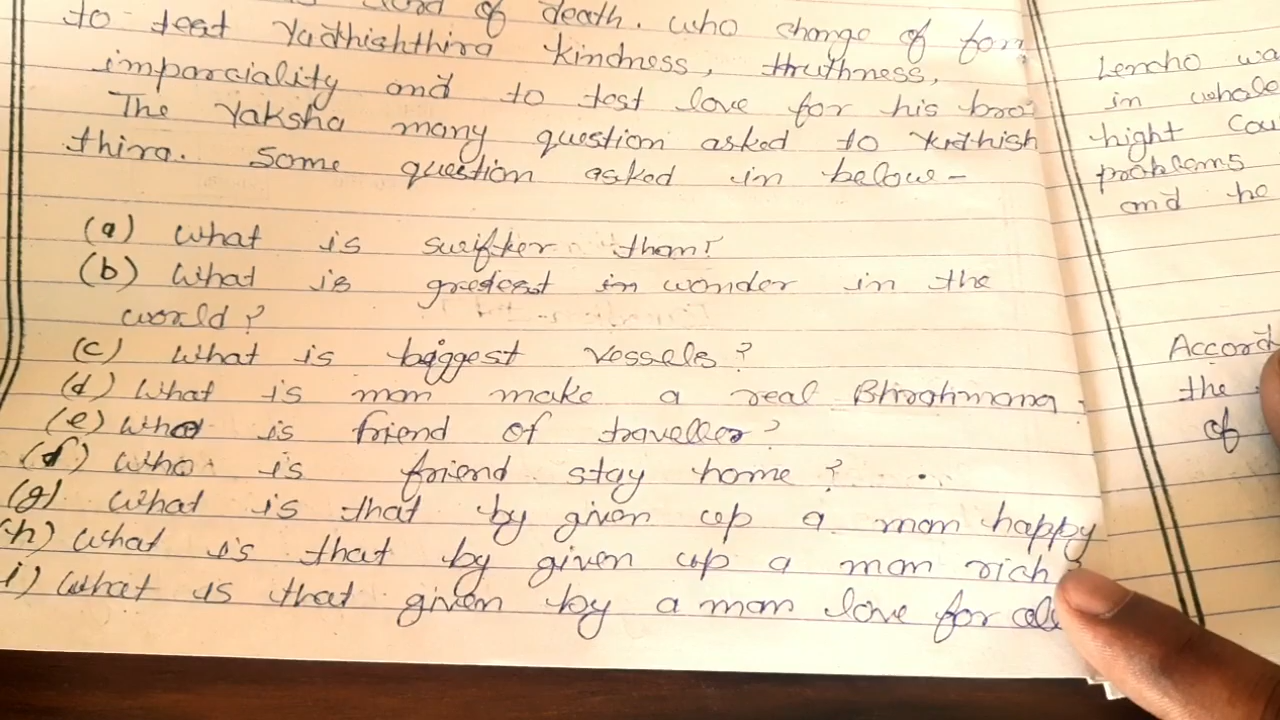 of death. who change of for
to test Yudhishthira kindness, thruthness,
imparciality and to test love for his bro
The Yaksha many question asked to Yudhish
thira. Some question asked in below-
(a) What is swifter than?
(b) What is gretest in wonder in the
world?
(c) What is biggest vessels?
(d) What is man make a real Bhrahmana
(e) Who is friend of traveller?
(f) Who is friend stay home?
(g) What is that by given up a man happy
(h) What is that by given up a man rich?
i) What is that given by a man love for all
Lencho wa
in whole
hight Cou
problems
and he
Accord
the
of